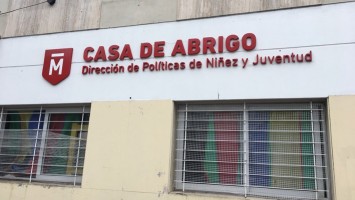 M
CASA DE ABRIGO
Dirección de Políticas de Niñez y Juventud